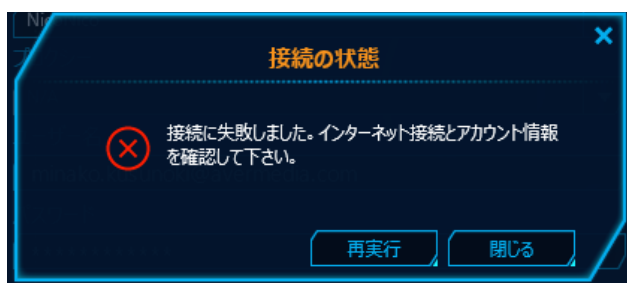 接続の状態
接続に失敗しました。インターネット接続とアカウント情報
を確認して下さい。
再実行
閉じる